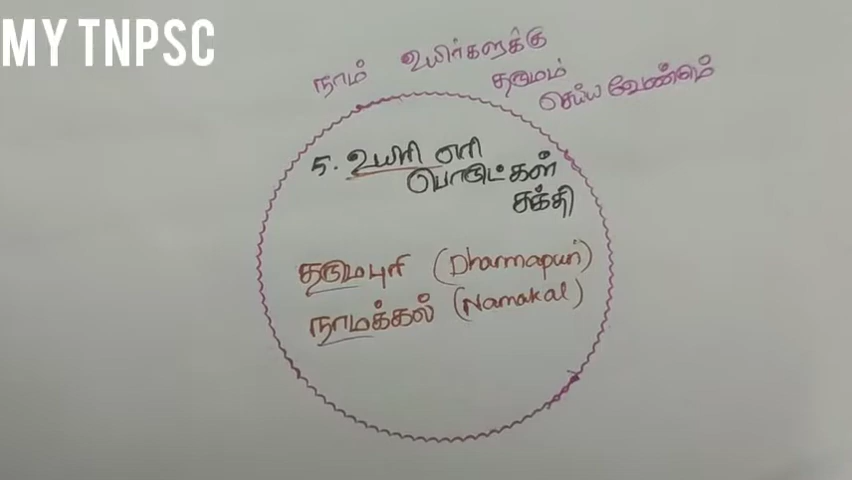 MY TNPSC
நாம் உயிர்களுக்கு
தருமம்
செய்ய வேண்டும்
5. உயிரி எரி
பொருட்கள்
சக்தி
தருமபுரி (Dharmapuri)
நாமக்கல் (Namakal)